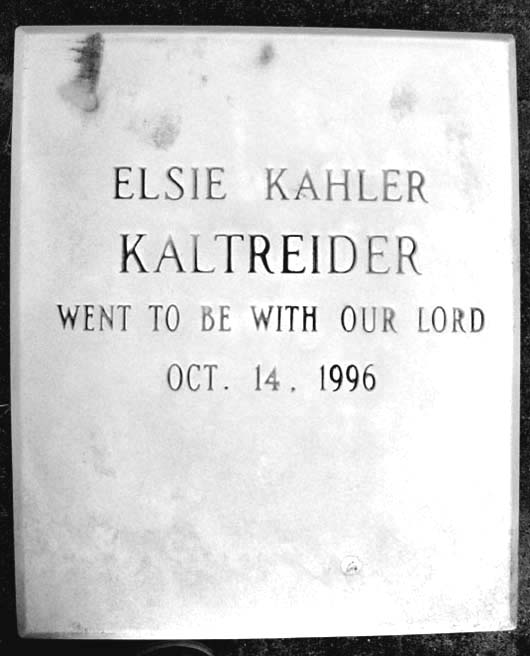 ELSIE KAHLER
KALTREIDER
WENT TO BE WITH OUR LORD
OCT. 14, 1996